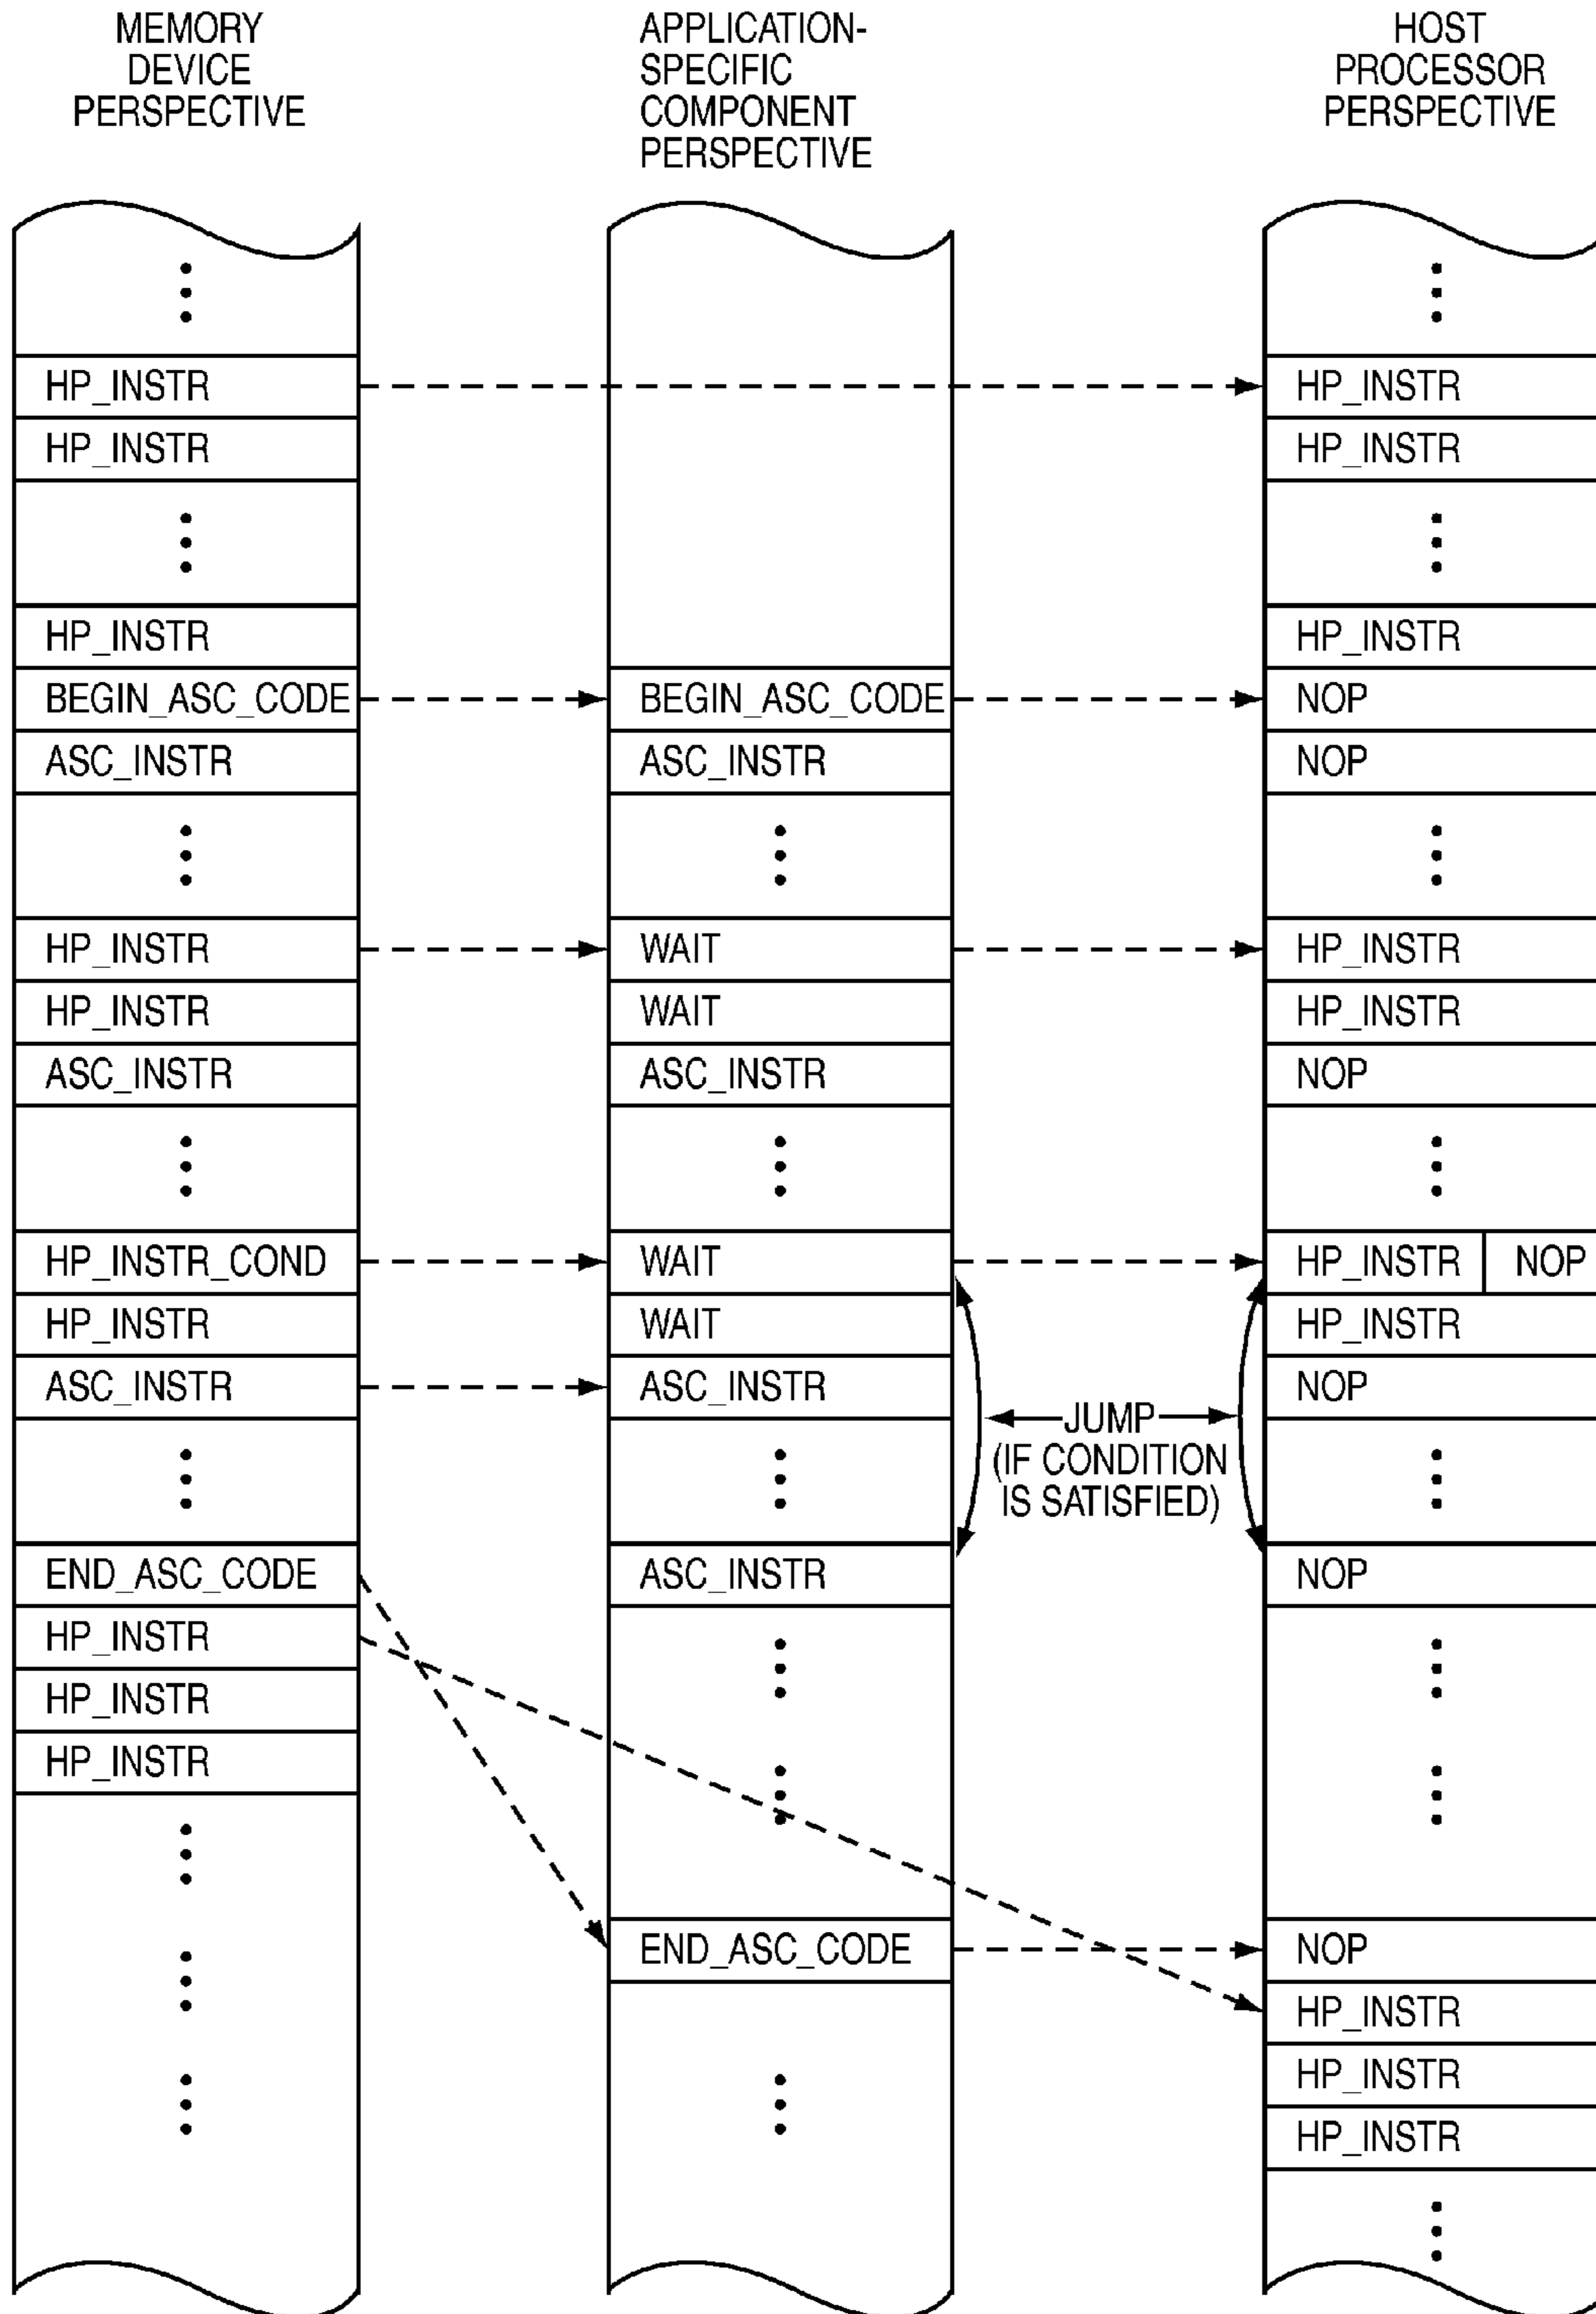 MEMORY
DEVICE
PERSPECTIVE
APPLICATION-
SPECIFIC
COMPONENT
PERSPECTIVE
HOST
PROCESSOR
PERSPECTIVE
HP_INSTR
HP_INSTR
HP_INSTR
HP_INSTR
HP_INSTR
HP_INSTR
BEGIN_ASC_CODE
BEGIN_ASC_CODE
NOP
ASC_INSTR
ASC_INSTR
NOP
HP_INSTR
WAIT
HP_INSTR
HP_INSTR
WAIT
HP_INSTR
ASC_INSTR
ASC_INSTR
NOP
HP_INSTR_COND
WAIT
HP_INSTR
NOP
HP_INSTR
WAIT
HP_INSTR
ASC_INSTR
ASC_INSTR
NOP
JUMP
(IF CONDITION
IS SATISFIED)
END_ASC_CODE
ASC_INSTR
NOP
HP_INSTR
HP_INSTR
HP_INSTR
END_ASC_CODE
NOP
HP_INSTR
HP_INSTR
HP_INSTR